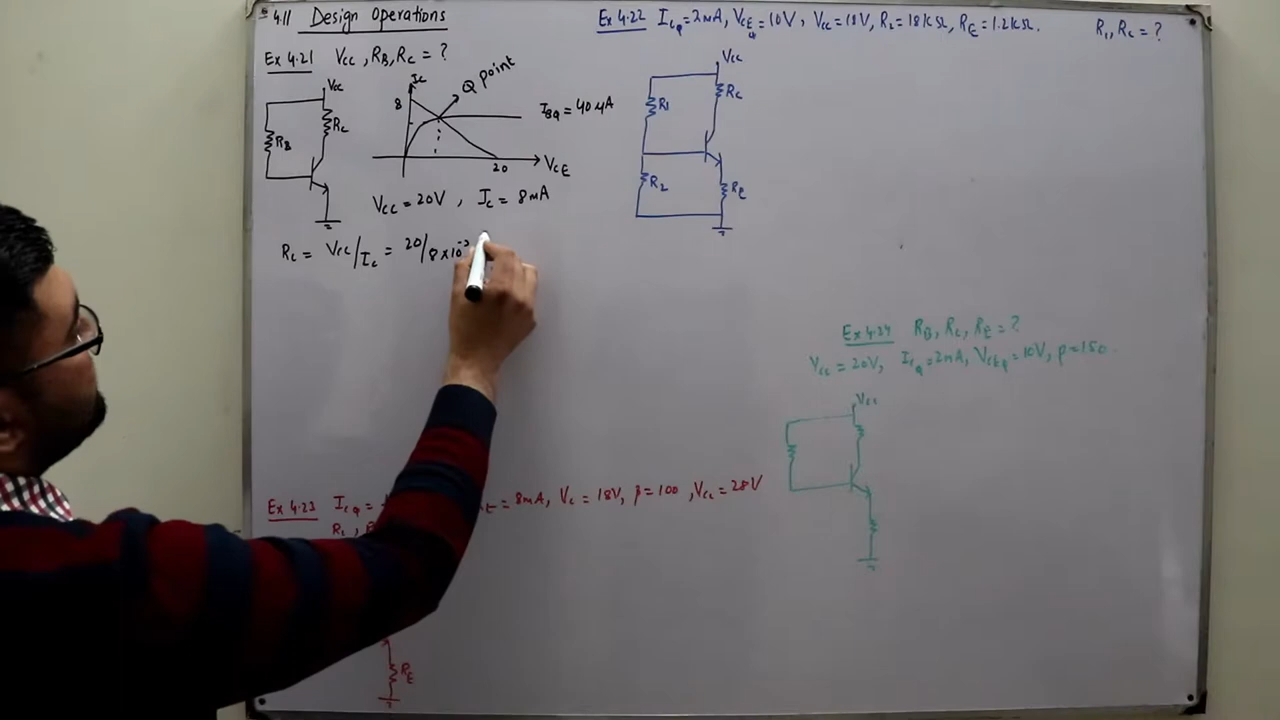 4.11 Design Operations
Ex 4.21 VCC, RB, RC = ?
VCC
RB
RC
IC
8
Q point
IBQ = 40 µA
20
VCE
VCC = 20V , IC = 8mA
RC = VCC/IC = 20/8×10⁻³
Ex 4.22 ICQ = 2mA, VCEQ = 10V, VCC = 18V, R2 = 18kΩ, RE = 1.2kΩ. R1, RC = ?
VCC
R1
RC
R2
RE
Ex 4.23 ICQ =
= 8mA, VC = 18V, β = 100 , VCC = 28V
R1,
RE
Ex 4.24 RB, RC, RE = ?
VCC = 20V, ICQ = 2mA, VCEQ = 10V, β = 150
VCC